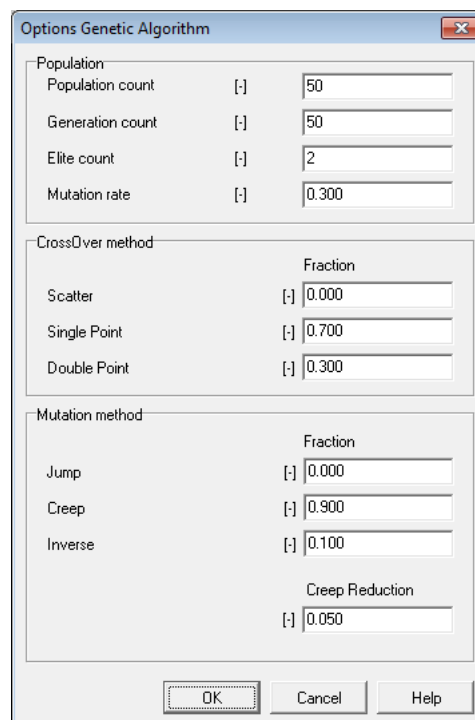 Options Genetic Algorithm
Population
Population count [-] 50
Generation count [-] 50
Elite count [-] 2
Mutation rate [-] 0.300
CrossOver method
Fraction
Scatter [-] 0.000
Single Point [-] 0.700
Double Point [-] 0.300
Mutation method
Fraction
Jump [-] 0.000
Creep [-] 0.900
Inverse [-] 0.100
Creep Reduction
[-] 0.050
OK Cancel Help